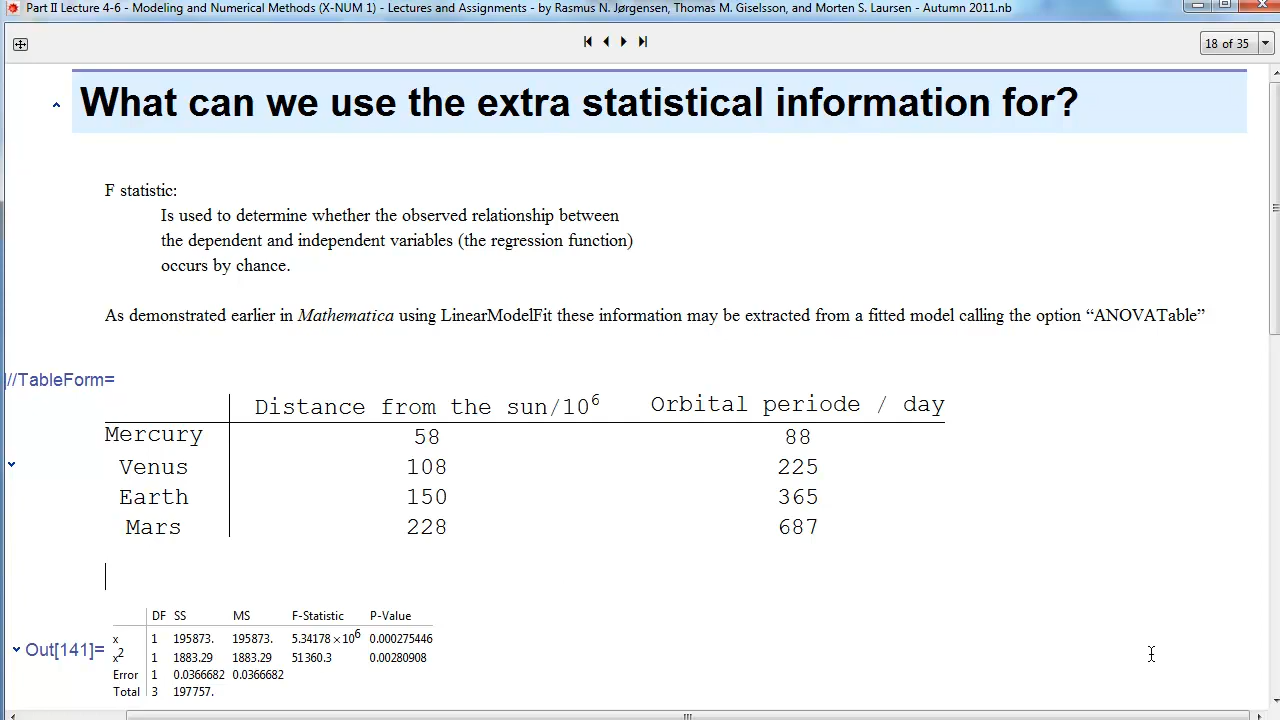 Part II Lecture 4-6 - Modeling and Numerical Methods (X-NUM 1) - Lectures and Assignments - by Rasmus N. Jørgensen, Thomas M. Giselsson, and Morten S. Laursen - Autumn 2011.nb
18 of 35
What can we use the extra statistical information for?
F statistic:
Is used to determine whether the observed relationship between
the dependent and independent variables (the regression function)
occurs by chance.
As demonstrated earlier in Mathematica using LinearModelFit these information may be extracted from a fitted model calling the option “ANOVATable”
//TableForm=
Distance from the sun/10⁶ Orbital periode / day
Mercury 58 88
Venus 108 225
Earth 150 365
Mars 228 687
DF SS MS F-Statistic P-Value
x 1 195873. 195873. 5.34178×10⁶ 0.000275446
Out[141]= x² 1 1883.29 1883.29 51360.3 0.00280908
Error 1 0.0366682 0.0366682
Total 3 197757.